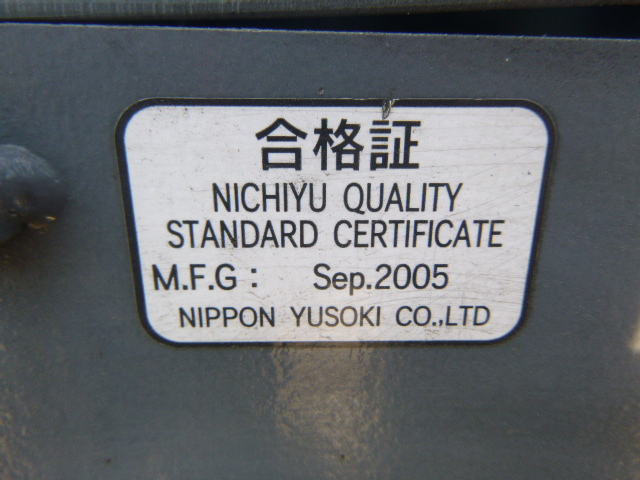 合格証
NICHIYU QUALITY
STANDARD CERTIFICATE
M.F.G : Sep.2005
NIPPON YUSOKI CO.,LTD